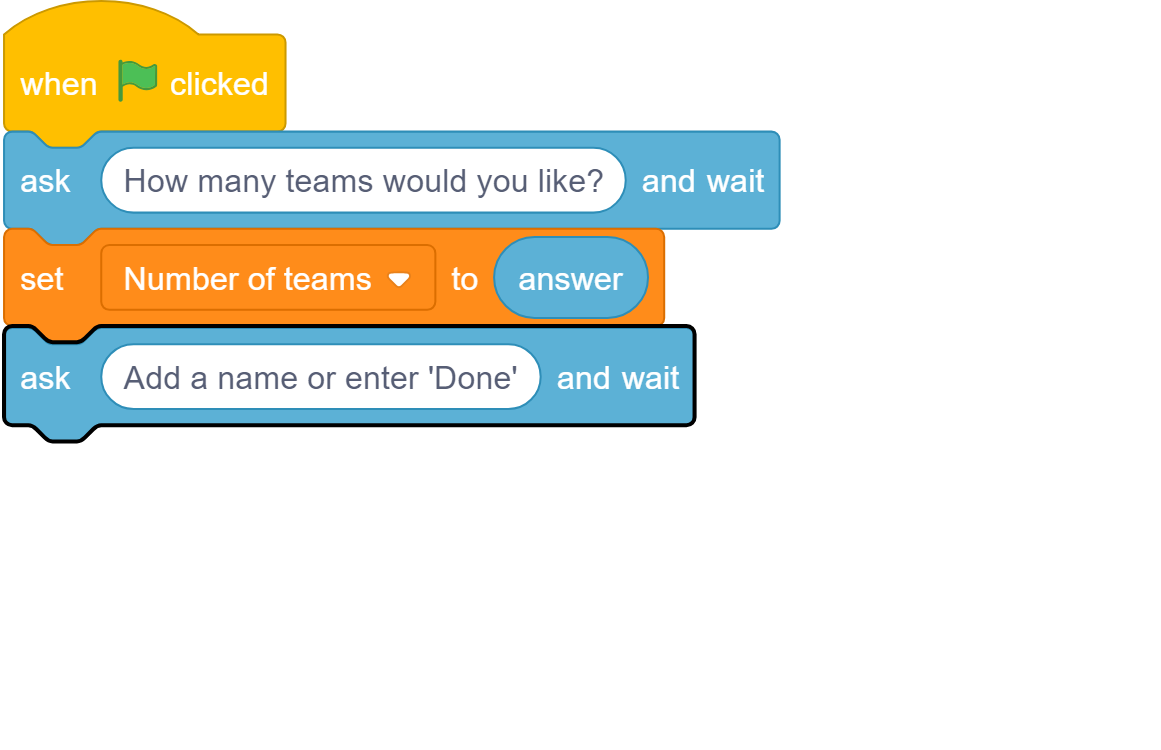 when clicked
ask How many teams would you like? and wait
set Number of teams to answer
ask Add a name or enter 'Done' and wait